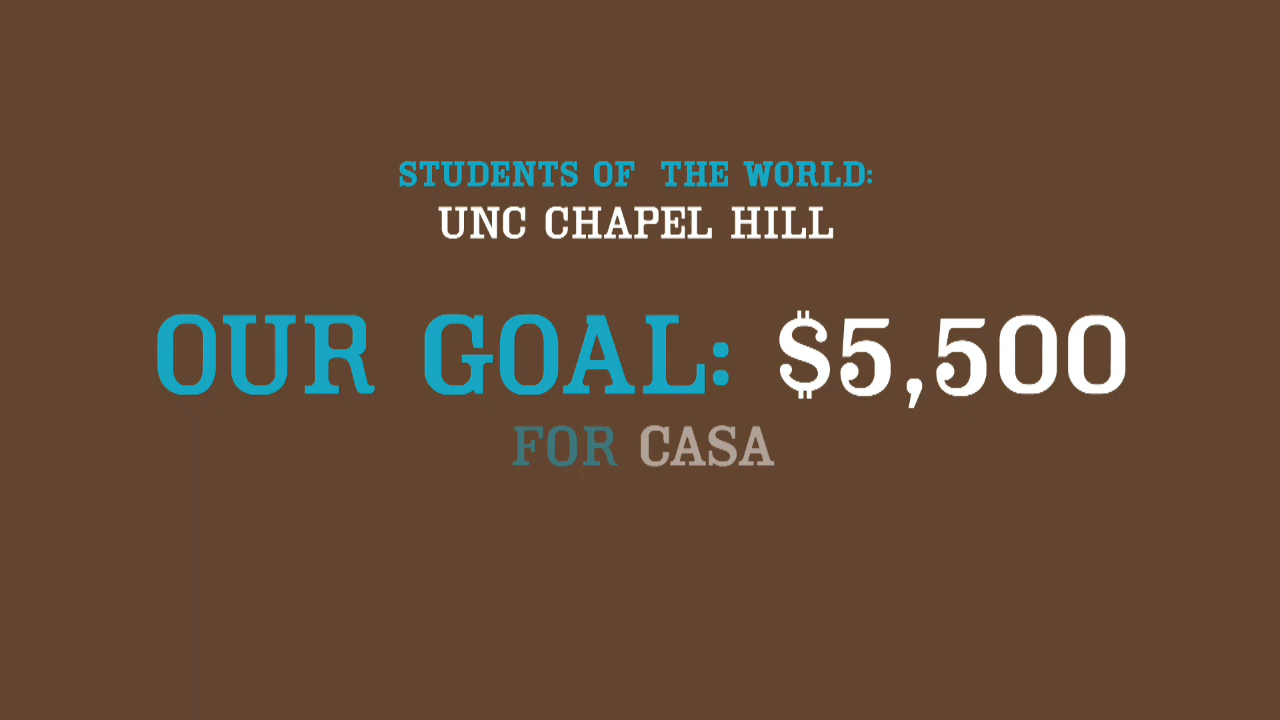 STUDENTS OF THE WORLD:
UNC CHAPEL HILL
OUR GOAL: $5,500
FOR CASA